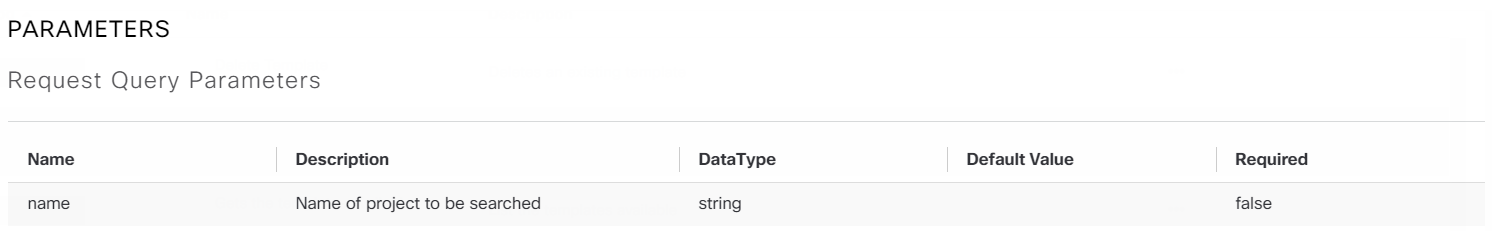 PARAMETERS
Request Query Parameters
Name Description DataType Default Value Required
name Name of project to be searched string false